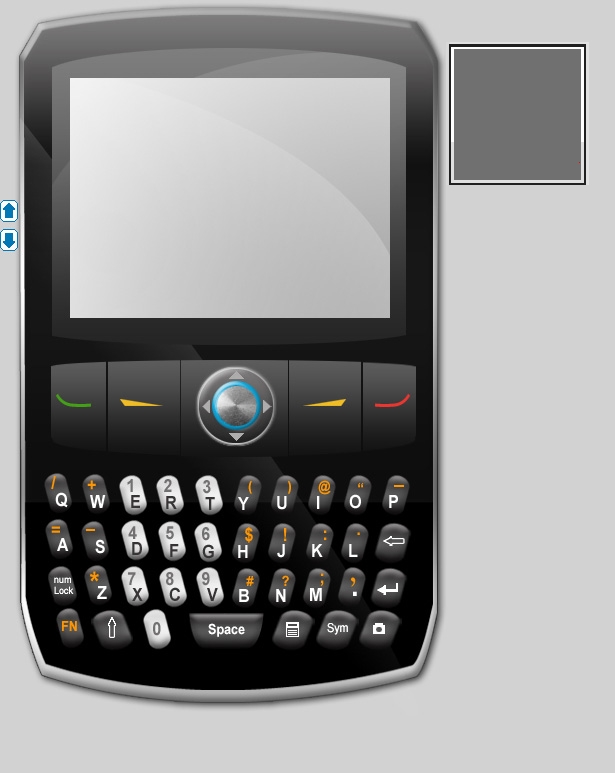 / + 1 2 3 ( ) @ “ –
Q W E R T Y U I O P
= – 4 5 6 $ ! : ·
A S D F G H J K L
num * 7 8 9 # ? ; ,
Lock Z X C V B N M .
FN 0 Space Sym